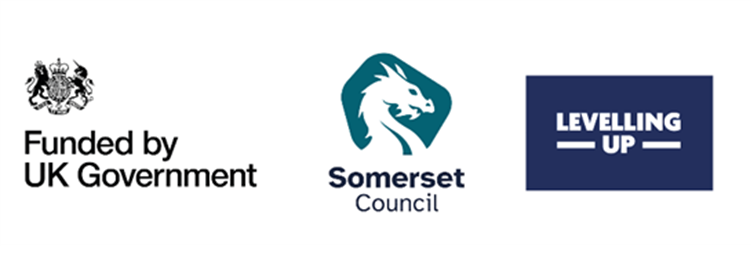 Funded by
UK Government
Somerset
Council
LEVELLING
UP